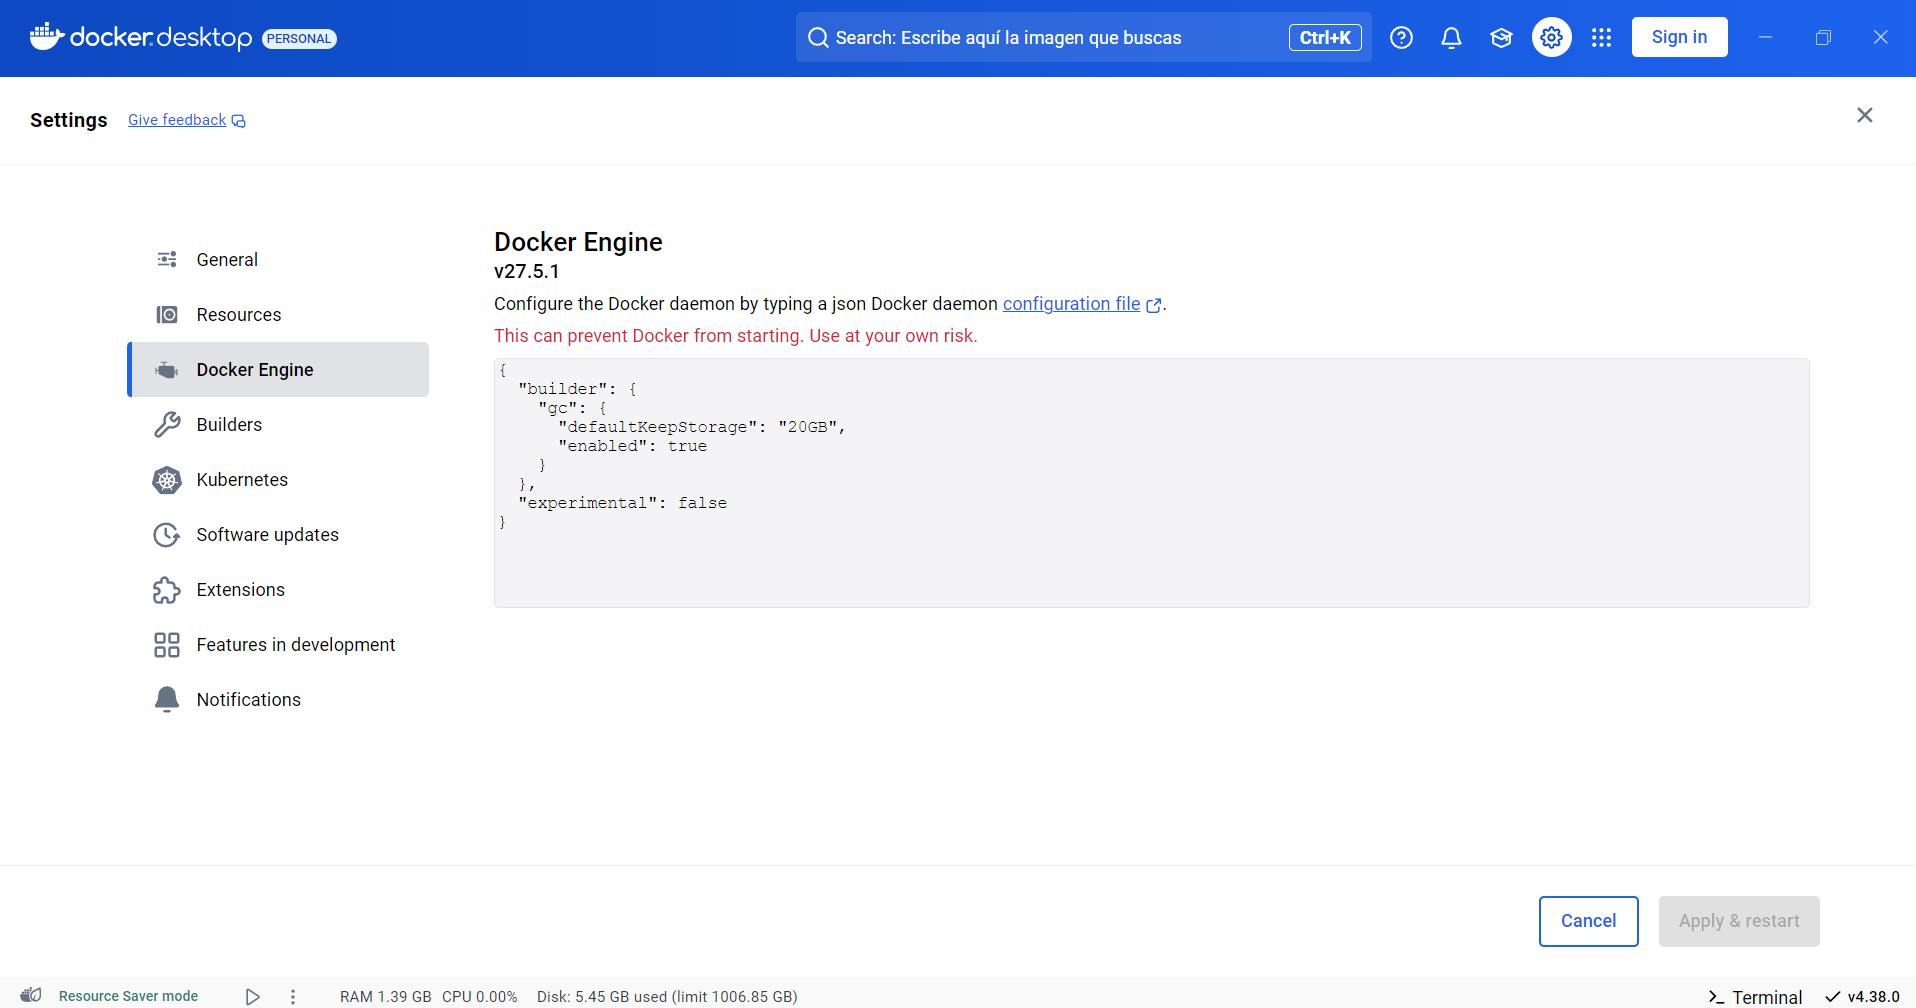 docker.desktop PERSONAL
Search: Escribe aquí la imagen que buscas Ctrl+K
Sign in
Settings Give feedback
General
Resources
Docker Engine
Builders
Kubernetes
Software updates
Extensions
Features in development
Notifications
Docker Engine
v27.5.1
Configure the Docker daemon by typing a json Docker daemon configuration file.
This can prevent Docker from starting. Use at your own risk.
{
  "builder": {
    "gc": {
      "defaultKeepStorage": "20GB",
      "enabled": true
    }
  },
  "experimental": false
}
Cancel Apply & restart
Resource Saver mode RAM 1.39 GB CPU 0.00% Disk: 5.45 GB used (limit 1006.85 GB) Terminal v4.38.0